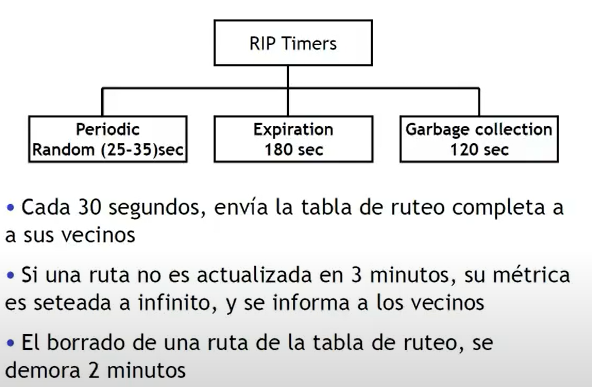 RIP Timers
Periodic
Random (25-35)sec
Expiration
180 sec
Garbage collection
120 sec
• Cada 30 segundos, envía la tabla de ruteo completa a
a sus vecinos
• Si una ruta no es actualizada en 3 minutos, su métrica
es seteada a infinito, y se informa a los vecinos
• El borrado de una ruta de la tabla de ruteo, se
demora 2 minutos